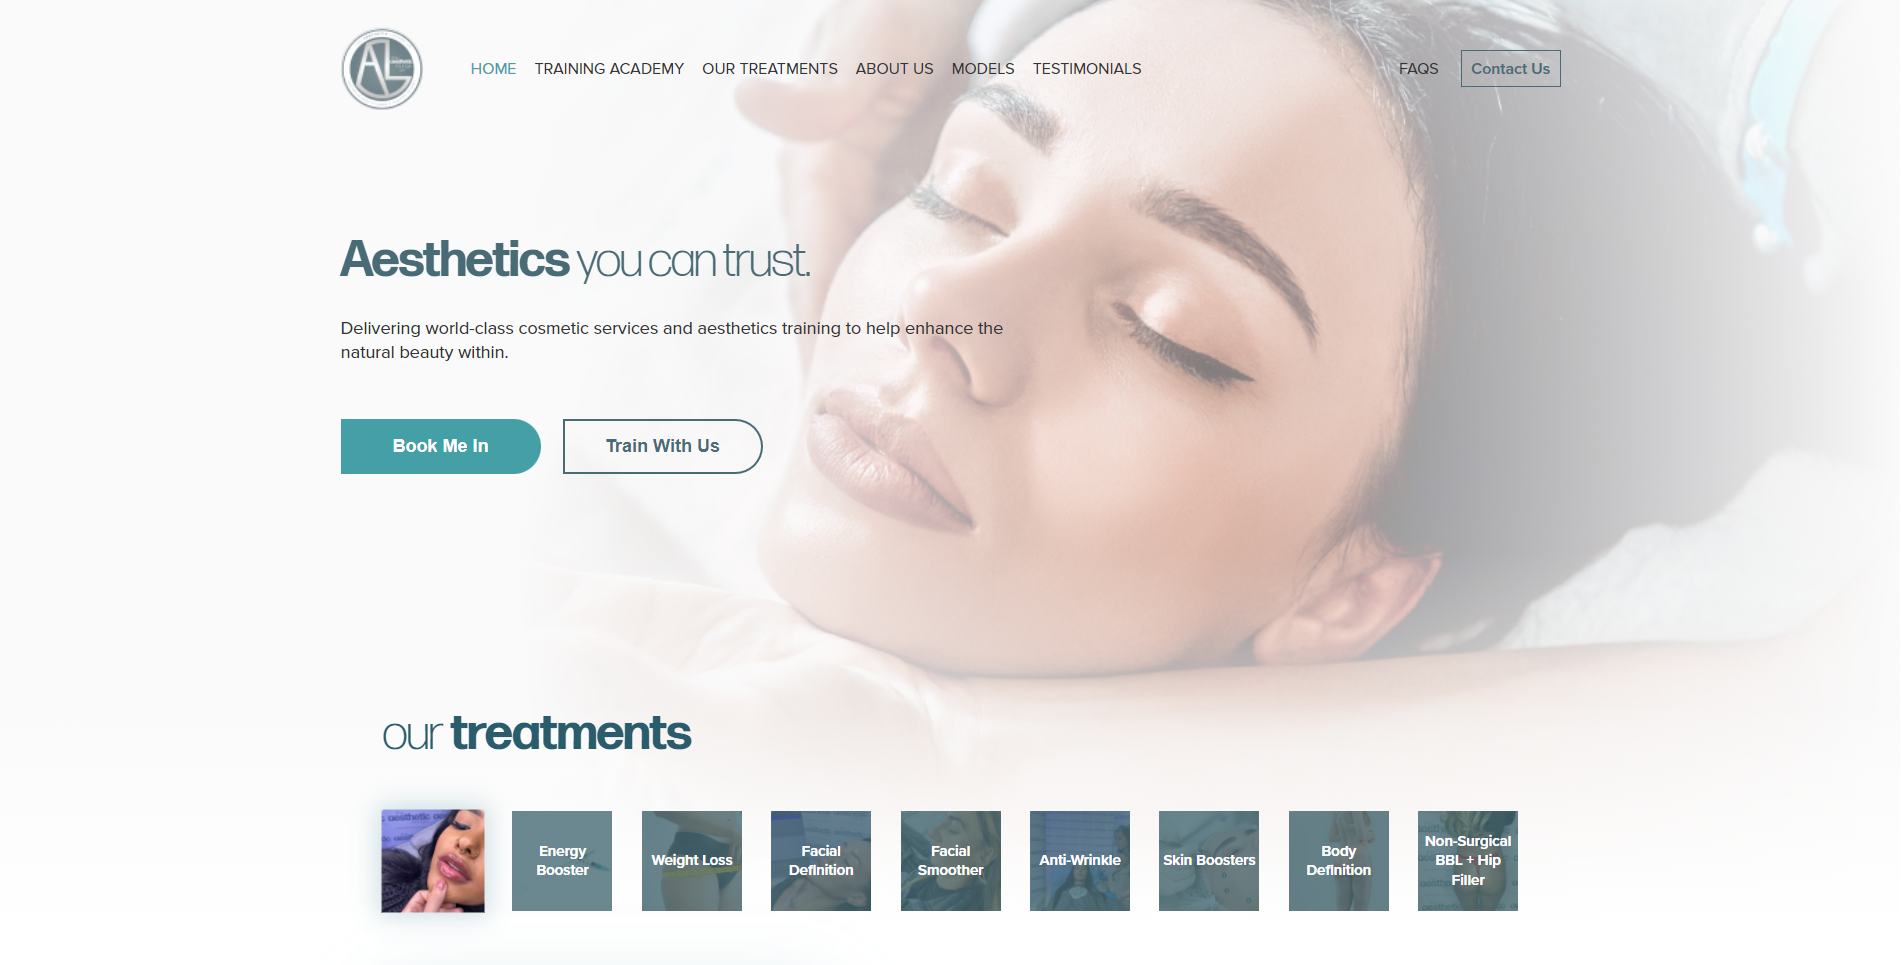 AL
HOME TRAINING ACADEMY OUR TREATMENTS ABOUT US MODELS TESTIMONIALS FAQS Contact Us
Aesthetics you can trust.
Delivering world-class cosmetic services and aesthetics training to help enhance the
natural beauty within.
Book Me In
Train With Us
our treatments
Energy
Booster
Weight Loss
Facial
Definition
Facial
Smoother
Anti-Wrinkle
Skin Boosters
Body
Definition
Non-Surgical
BBL + Hip
Filler